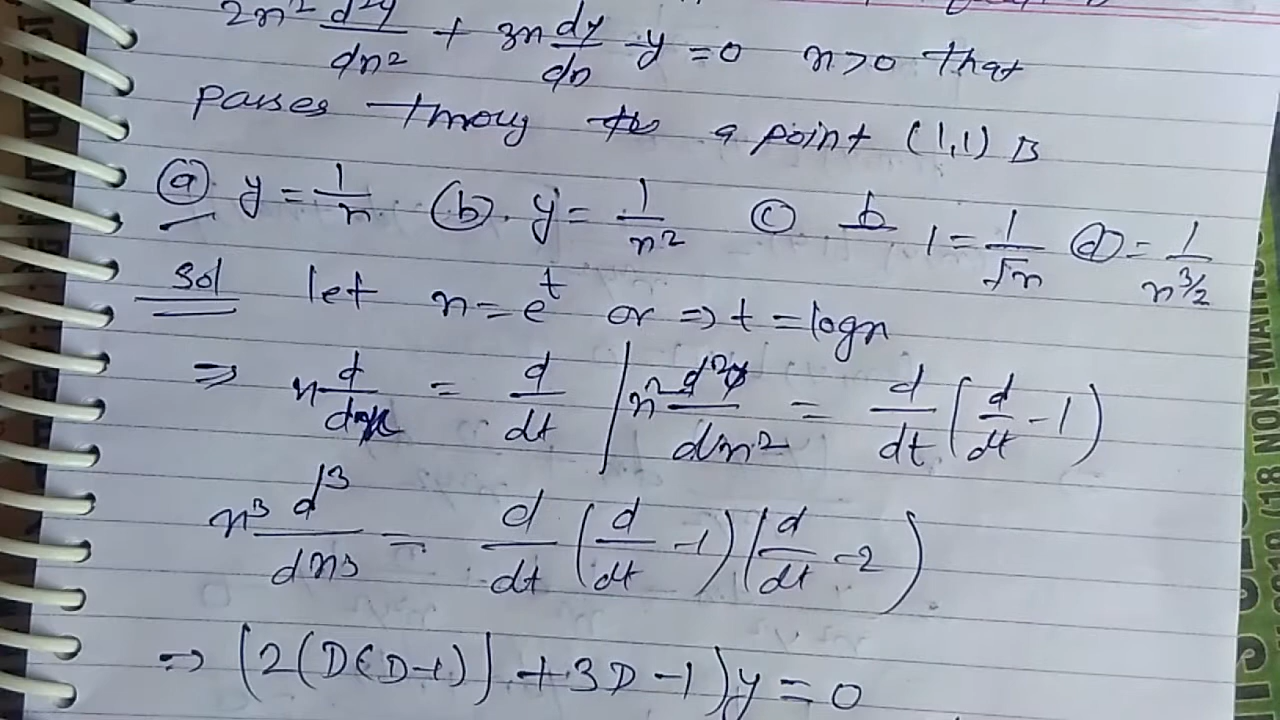 2x² d²y/dx² + 3x dy/dx - y = 0 x>0 that
passes throug a point (1,1) is
(a) y = 1/x (b). y = 1/x² (c) 1 = 1/√x (d) = 1/x^3/2
Sol let x = e^t or ⇒ t = logx
⇒ x d/dx = d/dt | x² d²/dx² = d/dt (d/dt - 1)
x³ d³/dx³ = d/dt (d/dt - 1)(d/dt - 2)
⇒ (2(D(D-1)) + 3D - 1)y = 0